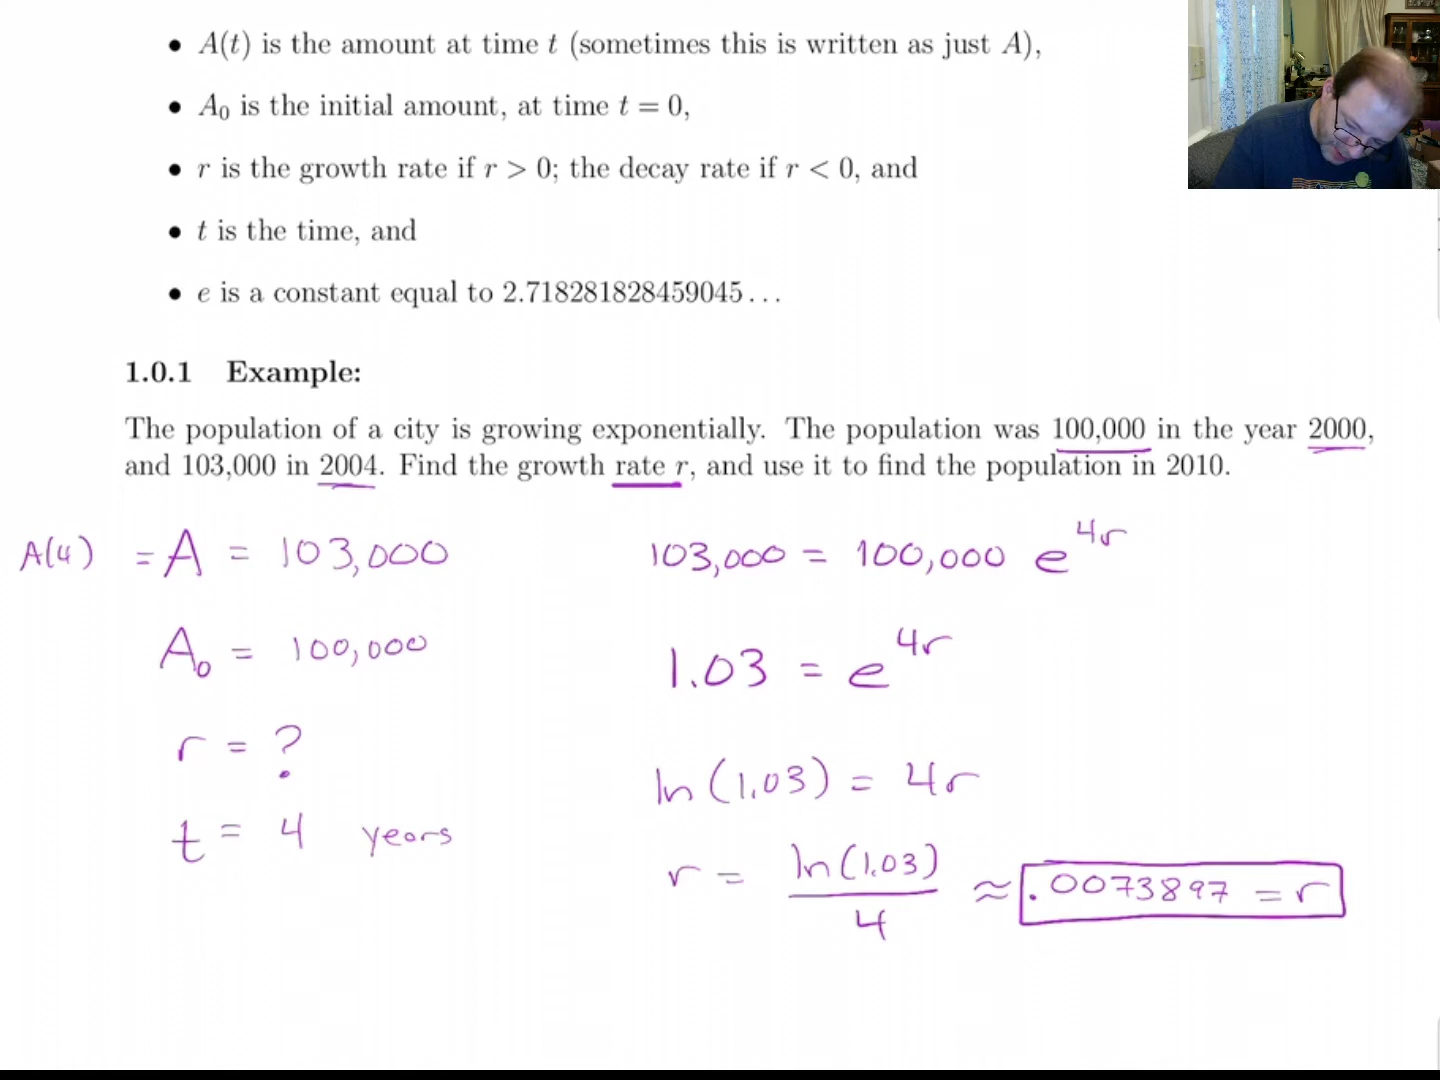 • A(t) is the amount at time t (sometimes this is written as just A),
• A₀ is the initial amount, at time t = 0,
• r is the growth rate if r > 0; the decay rate if r < 0, and
• t is the time, and
• e is a constant equal to 2.718281828459045...
1.0.1 Example:
The population of a city is growing exponentially. The population was 100,000 in the year 2000,
and 103,000 in 2004. Find the growth rate r, and use it to find the population in 2010.
A(4) = A = 103,000
A₀ = 100,000
r = ?
t = 4 years
103,000 = 100,000 e^{4r}
1.03 = e^{4r}
ln(1.03) = 4r
r = ln(1.03)/4 ≈ .0073897 = r